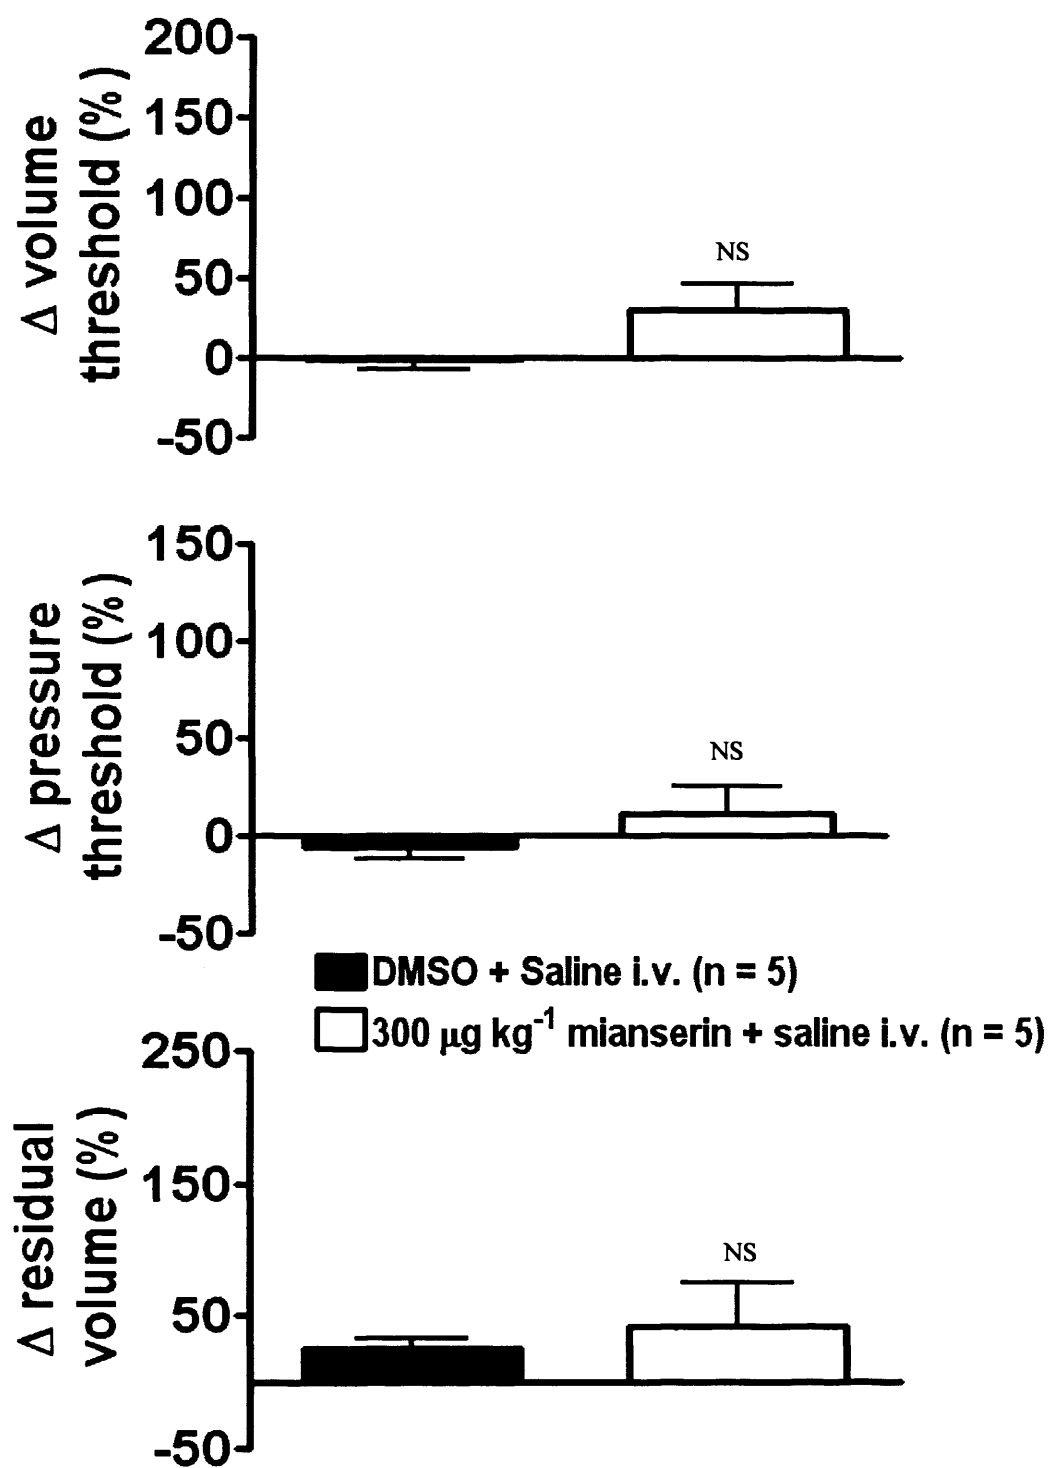 200
150
100
50
0
-50
Δ volume
threshold (%)
NS
150
100
50
0
-50
Δ pressure
threshold (%)
NS
DMSO + Saline i.v. (n = 5)
300 µg kg⁻¹ mianserin + saline i.v. (n = 5)
250
150
50
-50
Δ residual
volume (%)
NS